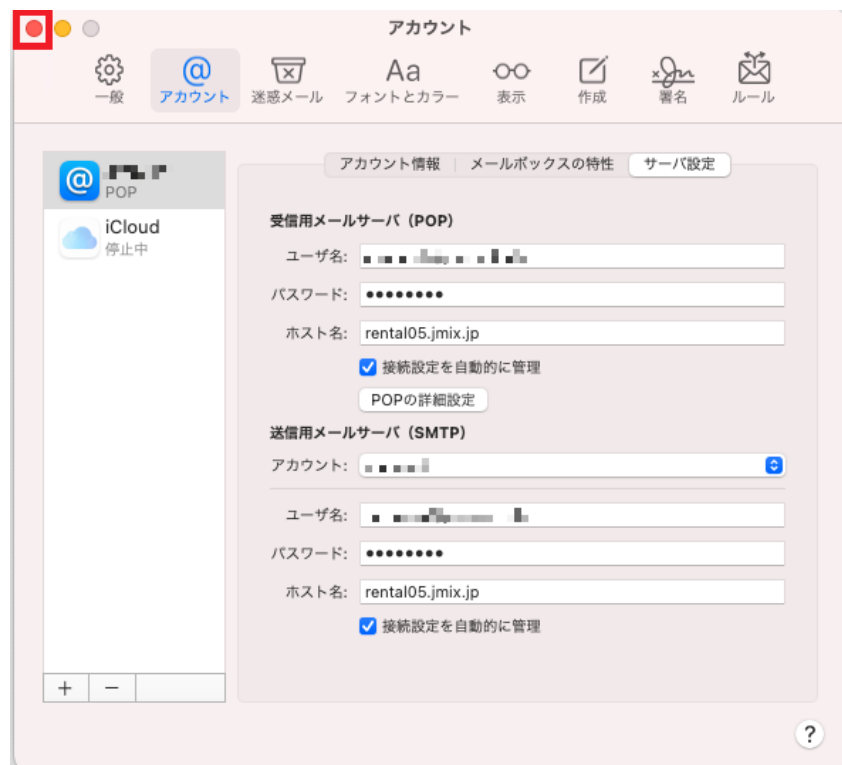 アカウント
一般
アカウント
迷惑メール
Aa
フォントとカラー
表示
作成
署名
ルール
POP
iCloud
停止中
アカウント情報
メールボックスの特性
サーバ設定
受信用メールサーバ（POP）
ユーザ名:
パスワード: ●●●●●●●●
ホスト名: rental05.jmix.jp
接続設定を自動的に管理
POPの詳細設定
送信用メールサーバ（SMTP）
アカウント:
ユーザ名:
パスワード: ●●●●●●●●
ホスト名: rental05.jmix.jp
接続設定を自動的に管理
+ −
?